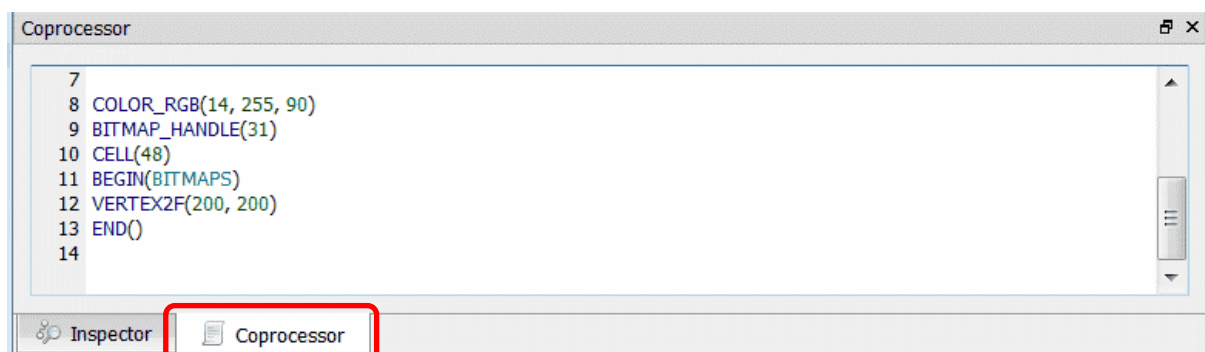 Coprocessor
7
8 COLOR_RGB(14, 255, 90)
9 BITMAP_HANDLE(31)
10 CELL(48)
11 BEGIN(BITMAPS)
12 VERTEX2F(200, 200)
13 END()
14
Inspector Coprocessor